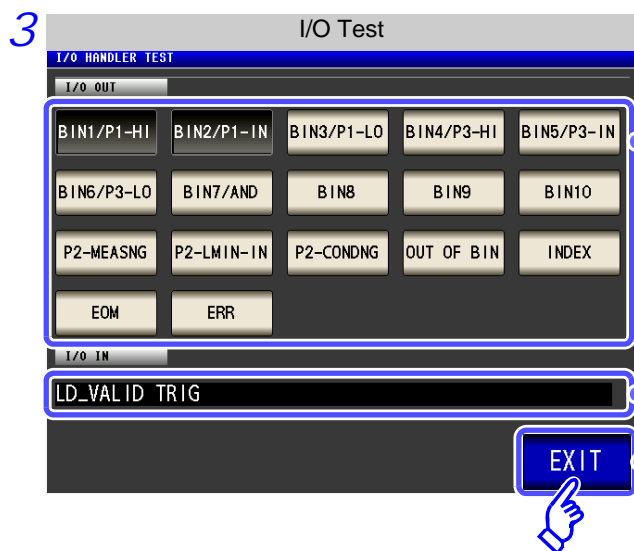 3
I/O Test
I/O HANDLER TEST
I/O OUT
BIN1/P1-HI BIN2/P1-IN BIN3/P1-LO BIN4/P3-HI BIN5/P3-IN
BIN6/P3-LO BIN7/AND BIN8 BIN9 BIN10
P2-MEASNG P2-LMIN-IN P2-CONDNG OUT OF BIN INDEX
EOM ERR
I/O IN
LD_VALID TRIG
EXIT